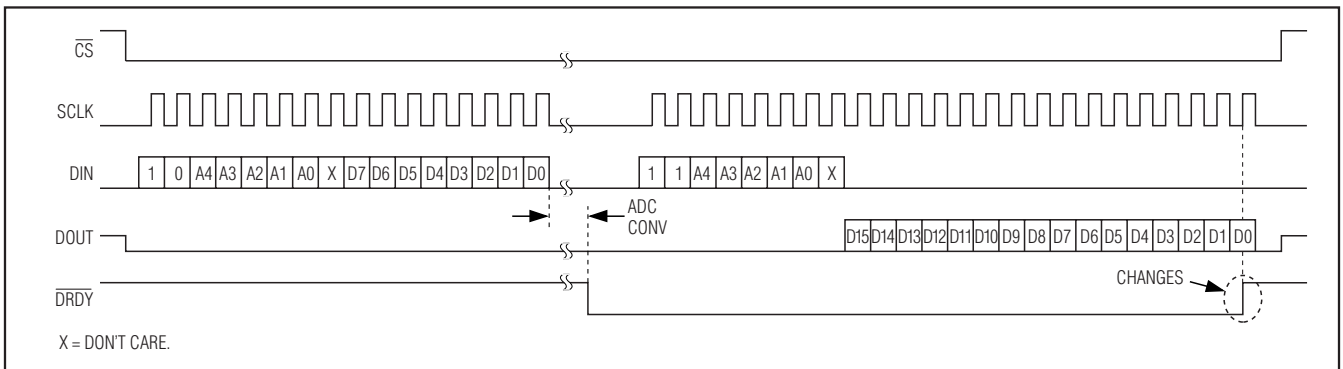 CS
SCLK
DIN 1 0 A4 A3 A2 A1 A0 X D7 D6 D5 D4 D3 D2 D1 D0 1 1 A4 A3 A2 A1 A0 X
ADC
CONV
DOUT D15 D14 D13 D12 D11 D10 D9 D8 D7 D6 D5 D4 D3 D2 D1 D0
CHANGES
DRDY
X = DON'T CARE.